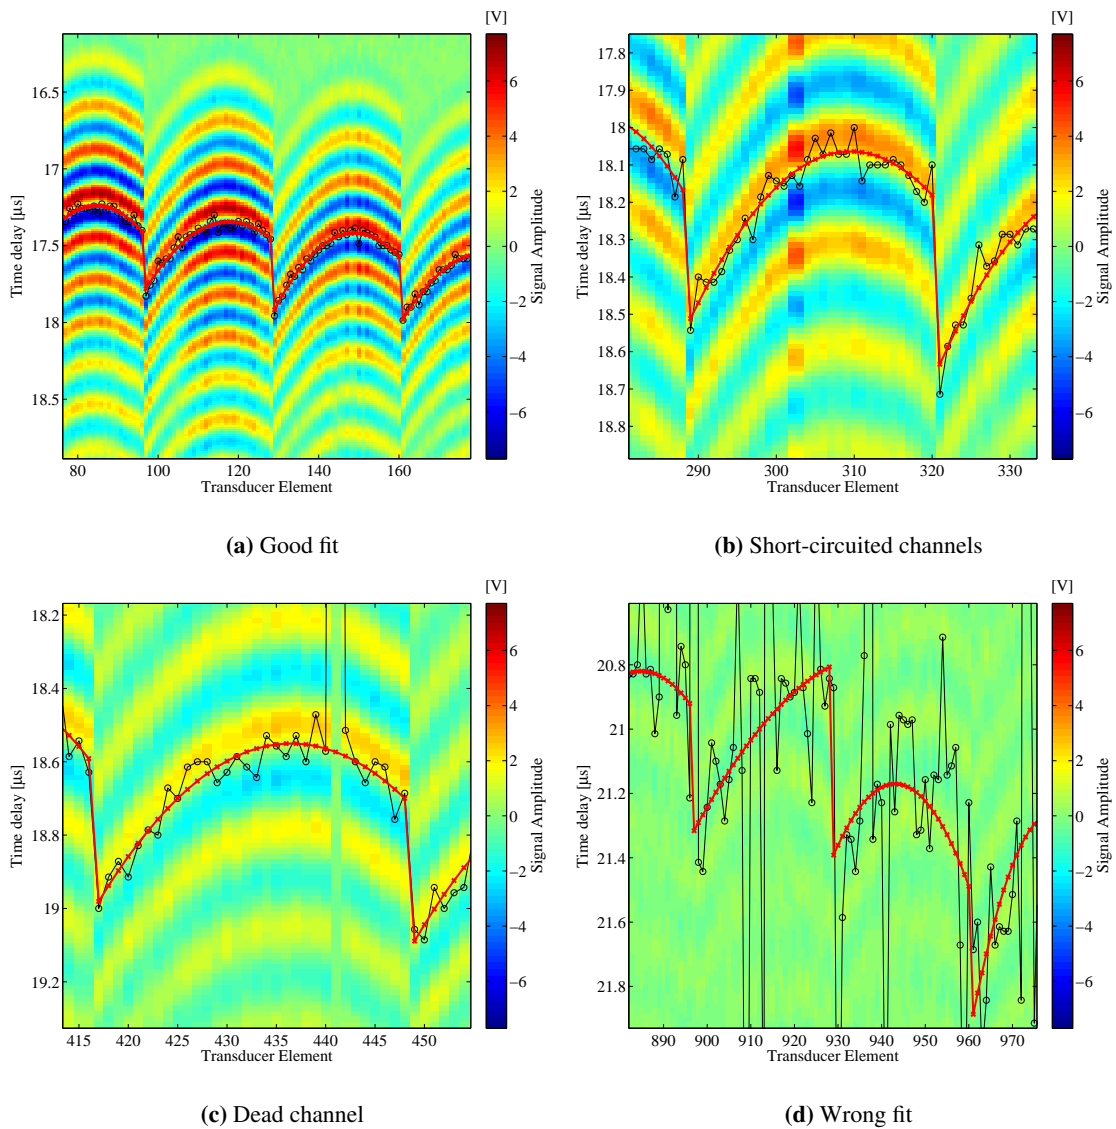 [V]
16.5
17
17.5
18
18.5
80 100 120 140 160
Time delay [µs]
Transducer Element
6
4
2
0
−2
−4
−6
Signal Amplitude
(a) Good fit
[V]
17.8
17.9
18
18.1
18.2
18.3
18.4
18.5
18.6
18.7
18.8
290 300 310 320 330
Time delay [µs]
Transducer Element
6
4
2
0
−2
−4
−6
Signal Amplitude
(b) Short-circuited channels
[V]
18.2
18.4
18.6
18.8
19
19.2
415 420 425 430 435 440 445 450
Time delay [µs]
Transducer Element
6
4
2
0
−2
−4
−6
Signal Amplitude
(c) Dead channel
[V]
20.8
21
21.2
21.4
21.6
21.8
890 900 910 920 930 940 950 960 970
Time delay [µs]
Transducer Element
6
4
2
0
−2
−4
−6
Signal Amplitude
(d) Wrong fit